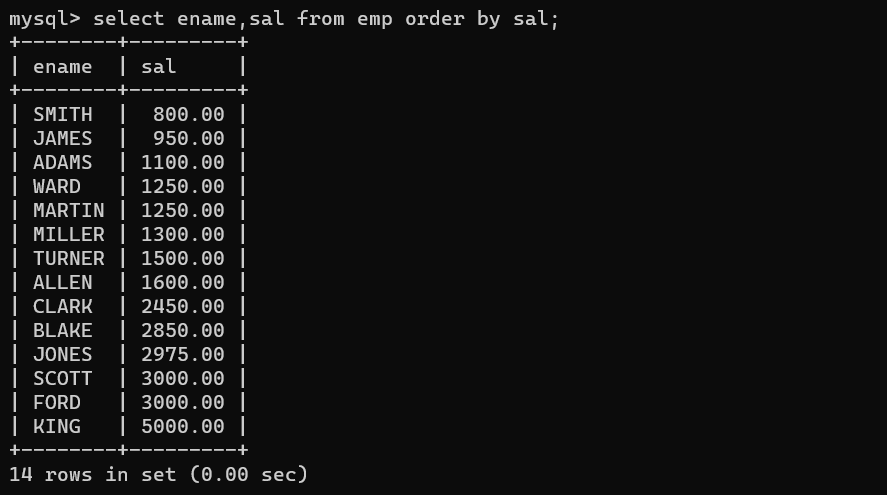 mysql> select ename,sal from emp order by sal;
+--------+---------+
| ename  | sal     |
+--------+---------+
| SMITH  |  800.00 |
| JAMES  |  950.00 |
| ADAMS  | 1100.00 |
| WARD   | 1250.00 |
| MARTIN | 1250.00 |
| MILLER | 1300.00 |
| TURNER | 1500.00 |
| ALLEN  | 1600.00 |
| CLARK  | 2450.00 |
| BLAKE  | 2850.00 |
| JONES  | 2975.00 |
| SCOTT  | 3000.00 |
| FORD   | 3000.00 |
| KING   | 5000.00 |
+--------+---------+
14 rows in set (0.00 sec)